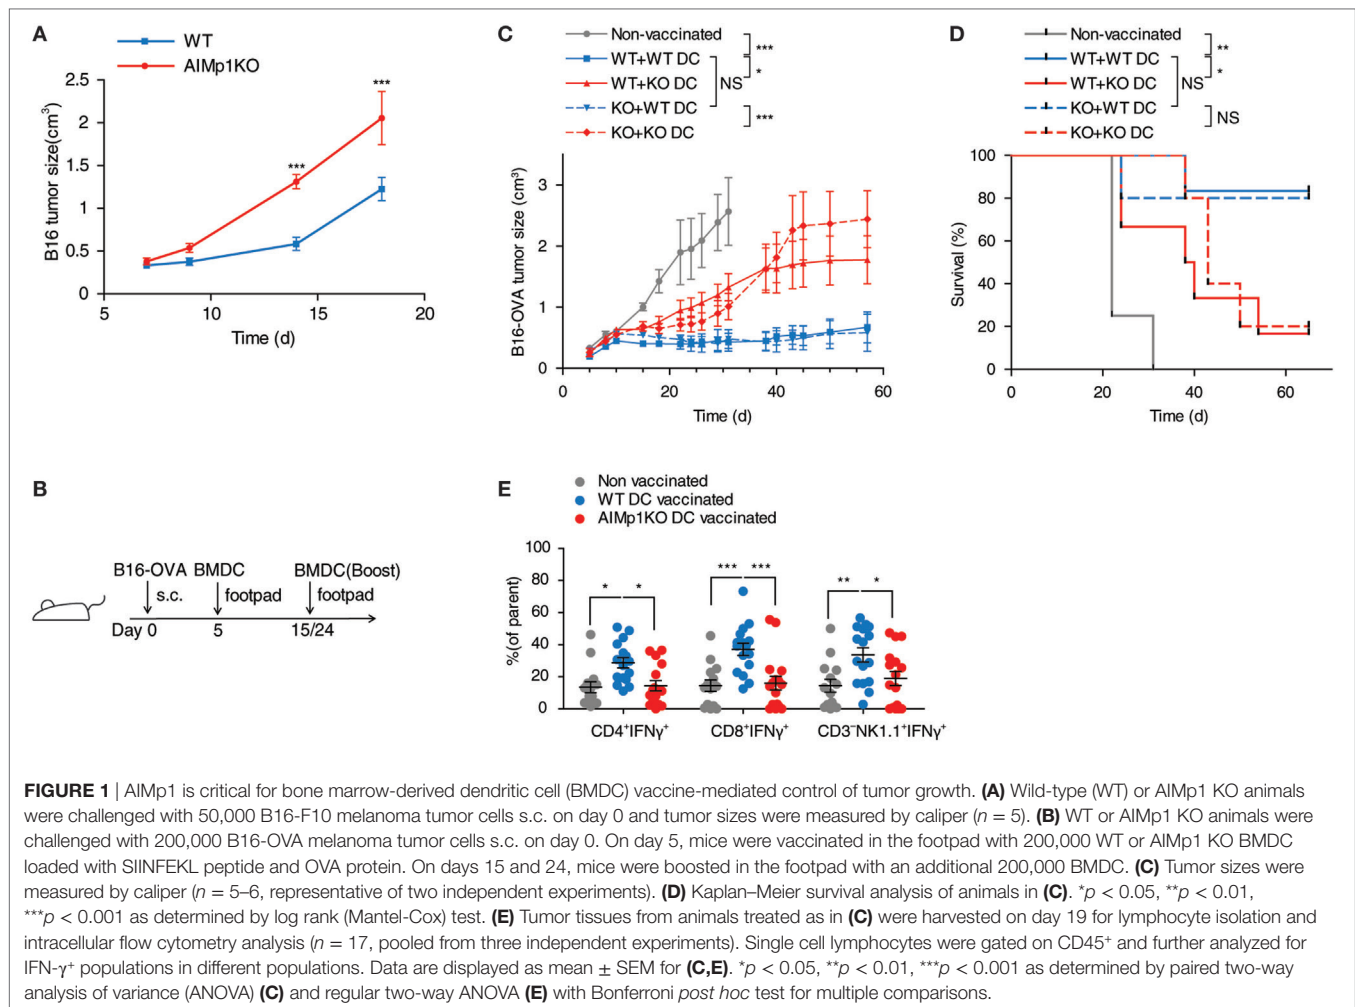 A
WT
AIMp1KO
B16 tumor size(cm³)
2.5
2
1.5
1
0.5
0
***
***
5
10
15
20
Time (d)
C
Non-vaccinated
WT+WT DC
WT+KO DC
KO+WT DC
KO+KO DC
***
*
NS
***
B16-OVA tumor size (cm³)
3
2
1
0
0
20
40
60
Time (d)
D
Non-vaccinated
WT+WT DC
WT+KO DC
KO+WT DC
KO+KO DC
**
*
NS
NS
Survival (%)
100
80
60
40
20
0
0
20
40
60
Time (d)
B
B16-OVA BMDC
BMDC(Boost)
s.c.
footpad
footpad
Day 0
5
15/24
E
Non vaccinated
WT DC vaccinated
AIMp1KO DC vaccinated
%(of parent)
100
80
60
40
20
0
* *
*** ***
** *
CD4⁺IFNγ⁺
CD8⁺IFNγ⁺
CD3⁻NK1.1⁺IFNγ⁺
FIGURE 1 | AIMp1 is critical for bone marrow-derived dendritic cell (BMDC) vaccine-mediated control of tumor growth. (A) Wild-type (WT) or AIMp1 KO animals
were challenged with 50,000 B16-F10 melanoma tumor cells s.c. on day 0 and tumor sizes were measured by caliper (n = 5). (B) WT or AIMp1 KO animals were
challenged with 200,000 B16-OVA melanoma tumor cells s.c. on day 0. On day 5, mice were vaccinated in the footpad with 200,000 WT or AIMp1 KO BMDC
loaded with SIINFEKL peptide and OVA protein. On days 15 and 24, mice were boosted in the footpad with an additional 200,000 BMDC. (C) Tumor sizes were
measured by caliper (n = 5–6, representative of two independent experiments). (D) Kaplan–Meier survival analysis of animals in (C). *p < 0.05, **p < 0.01,
***p < 0.001 as determined by log rank (Mantel-Cox) test. (E) Tumor tissues from animals treated as in (C) were harvested on day 19 for lymphocyte isolation and
intracellular flow cytometry analysis (n = 17, pooled from three independent experiments). Single cell lymphocytes were gated on CD45⁺ and further analyzed for
IFN-γ⁺ populations in different populations. Data are displayed as mean ± SEM for (C,E). *p < 0.05, **p < 0.01, ***p < 0.001 as determined by paired two-way
analysis of variance (ANOVA) (C) and regular two-way ANOVA (E) with Bonferroni post hoc test for multiple comparisons.